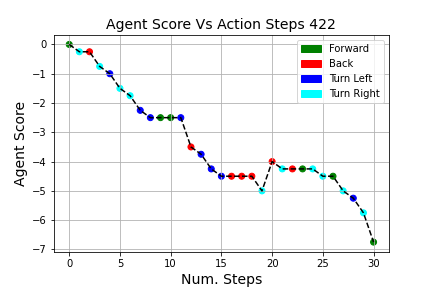 Agent Score Vs Action Steps 422
Forward
Back
Turn Left
Turn Right
Agent Score
0
−1
−2
−3
−4
−5
−6
−7
0 5 10 15 20 25 30
Num. Steps